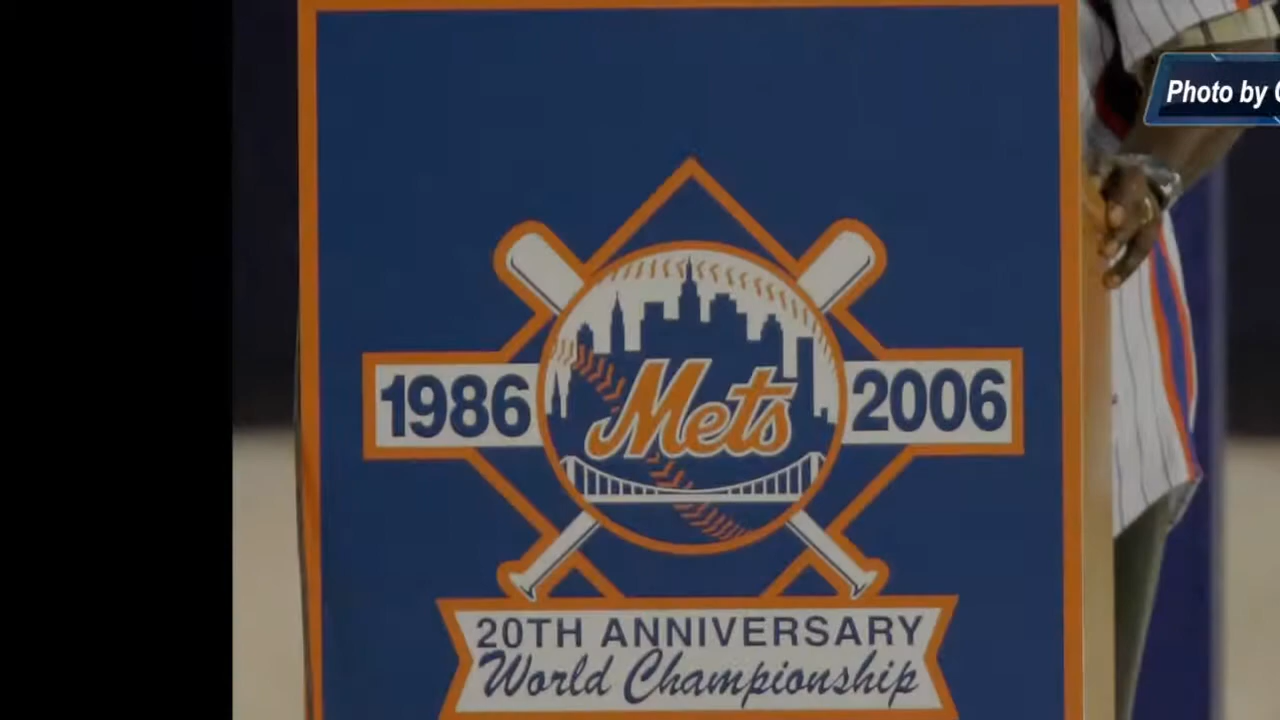 Photo by
1986 Mets 2006
20TH ANNIVERSARY
World Championship